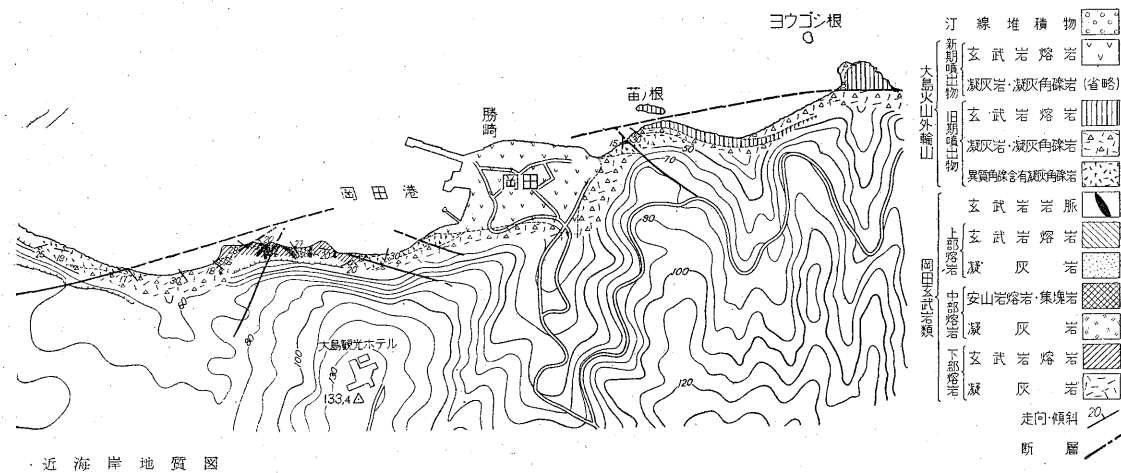 ヨウゴシ根
苗ノ根
勝崎
岡田
岡田港
大島観光ホテル
133.4
70
80
100
120
80
100
130
近海岸地質図
汀線堆積物
大島火山外輪山
新期噴出物
玄武岩熔岩
凝灰岩・凝灰角礫岩(省略)
旧期噴出物
玄武岩熔岩
凝灰岩・凝灰角礫岩
異質角礫含有凝灰角礫岩
岡田玄武岩類
玄武岩岩脈
上部熔岩
玄武岩熔岩
凝灰岩
中部熔岩
安山岩熔岩・集塊岩
凝灰岩
下部熔岩
玄武岩熔岩
凝灰岩
走向・傾斜 20
断層